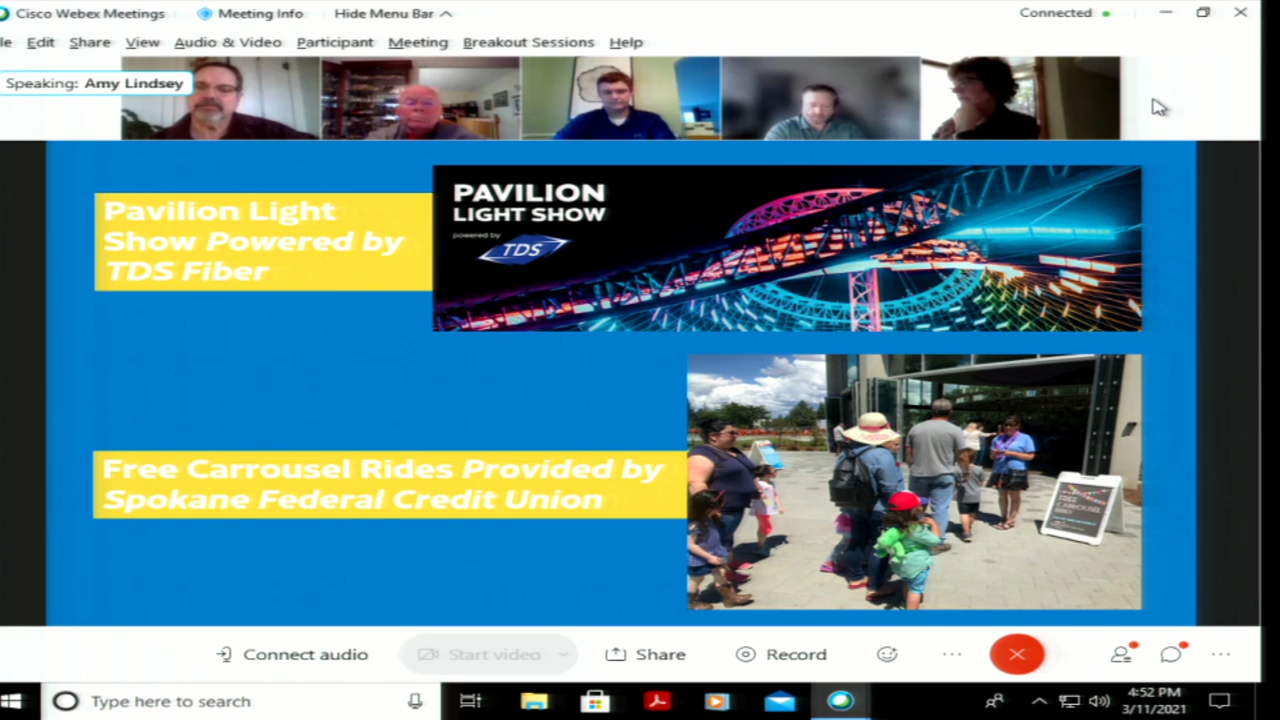 Cisco Webex Meetings Meeting Info Hide Menu Bar Connected
le Edit Share View Audio & Video Participant Meeting Breakout Sessions Help
Speaking: Amy Lindsey
Pavilion Light
Show Powered by
TDS Fiber
PAVILION
LIGHT SHOW
powered by
TDS
Free Carrousel Rides Provided by
Spokane Federal Credit Union
FREE
CARROUSEL
Connect audio Start video Share Record
Type here to search
4:52 PM
3/11/2021